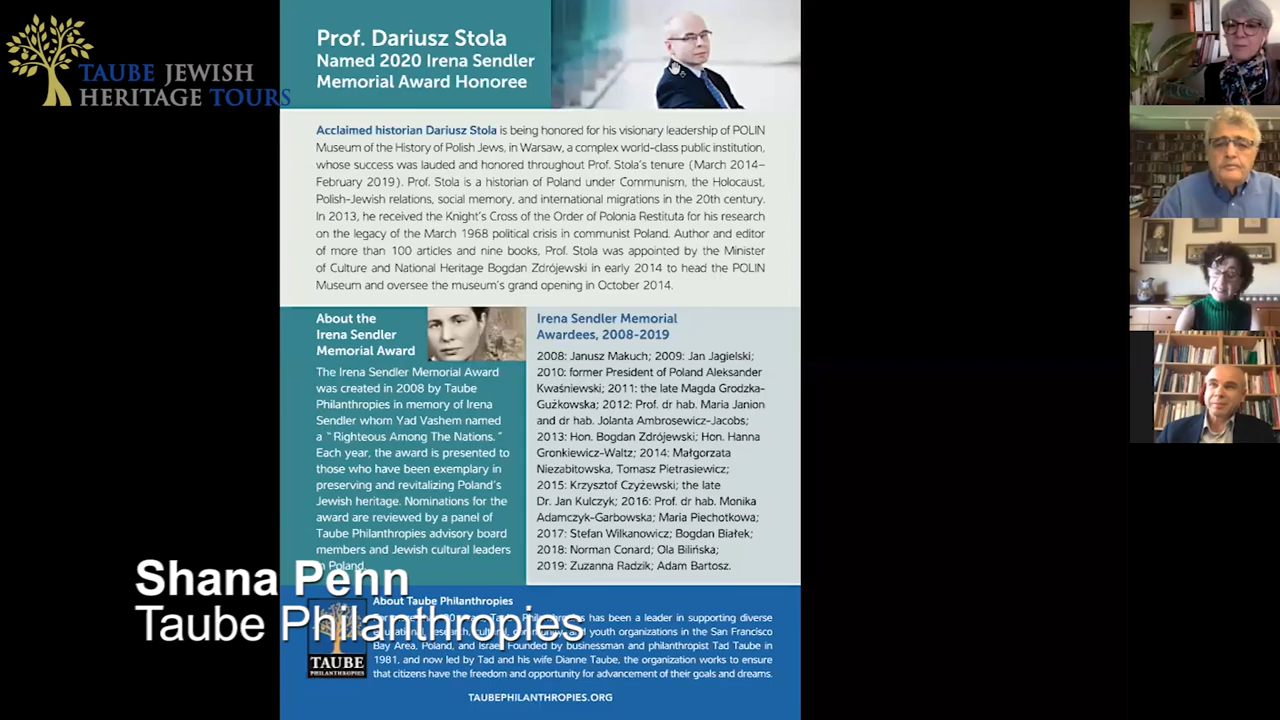 TAUBE JEWISH
HERITAGE TOURS
Prof. Dariusz Stola
Named 2020 Irena Sendler
Memorial Award Honoree
Acclaimed historian Dariusz Stola is being honored for his visionary leadership of POLIN
Museum of the History of Polish Jews, in Warsaw, a complex world-class public institution,
whose success was lauded and honored throughout Prof. Stola's tenure (March 2014–
February 2019). Prof. Stola is a historian of Poland under Communism, the Holocaust,
Polish-Jewish relations, social memory, and international migrations in the 20th century.
In 2013, he received the Knight's Cross of the Order of Polonia Restituta for his research
on the legacy of the March 1968 political crisis in communist Poland. Author and editor
of more than 100 articles and nine books, Prof. Stola was appointed by the Minister
of Culture and National Heritage Bogdan Zdrójewski in early 2014 to head the POLIN
Museum and oversee the museum's grand opening in October 2014.
About the
Irena Sendler
Memorial Award
The Irena Sendler Memorial Award
was created in 2008 by Taube
Philanthropies in memory of Irena
Sendler whom Yad Vashem named
a "Righteous Among The Nations."
Each year, the award is presented to
those who have been exemplary in
preserving and revitalizing Poland's
Jewish heritage. Nominations for the
award are reviewed by a panel of
Taube Philanthropies advisory board
members and Jewish cultural leaders
in Poland.
Irena Sendler Memorial
Awardees, 2008-2019
2008: Janusz Makuch; 2009: Jan Jagielski;
2010: former President of Poland Aleksander
Kwaśniewski; 2011: the late Magda Grodzka-
Gużkowska; 2012: Prof. dr hab. Maria Janion
and dr hab. Jolanta Ambrosewicz-Jacobs;
2013: Hon. Bogdan Zdrójewski; Hon. Hanna
Gronkiewicz-Waltz; 2014: Małgorzata
Niezabitowska, Tomasz Pietrasiewicz;
2015: Krzysztof Czyżewski; the late
Dr. Jan Kulczyk; 2016: Prof. dr hab. Monika
Adamczyk-Garbowska; Maria Piechotkowa;
2017: Stefan Wilkanowicz; Bogdan Białek;
2018: Norman Conard; Ola Bilińska;
2019: Zuzanna Radzik; Adam Bartosz.
Shana Penn
Taube Philanthropies
TAUBE
PHILANTHROPIES
About Taube Philanthropies
has been a leader in supporting diverse
youth organizations in the San Francisco
Bay Area, Poland, and Israel. Founded by businessman and philanthropist Tad Taube in
1981, and now led by Tad and his wife Dianne Taube, the organization works to ensure
that citizens have the freedom and opportunity for advancement of their goals and dreams.
TAUBEPHILANTHROPIES.ORG